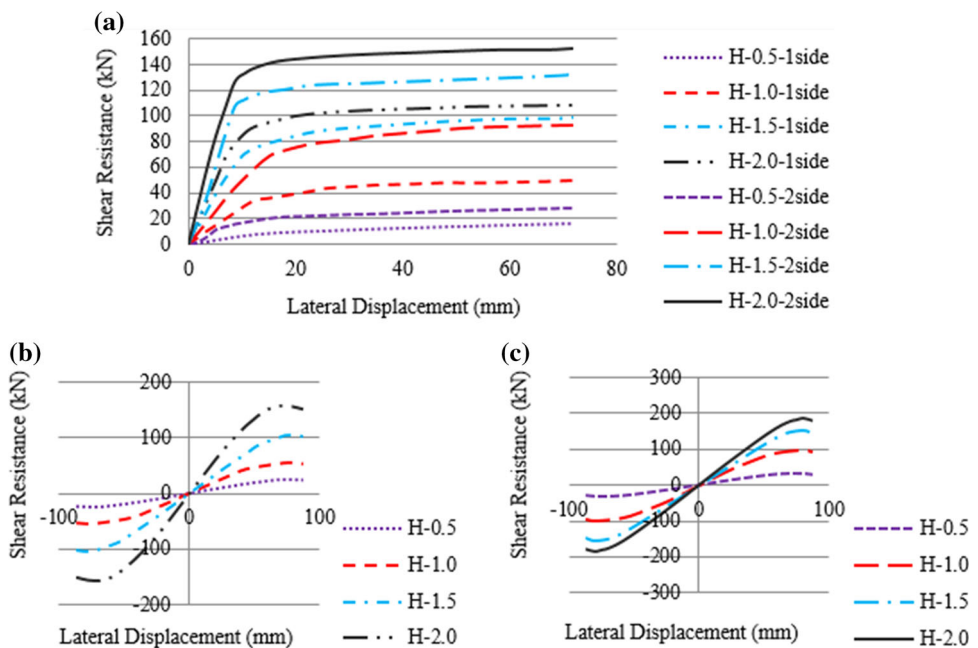 (a)
Shear Resistance (kN)
160
140
120
100
80
60
40
20
0
0
20
40
60
80
Lateral Displacement (mm)
H-0.5-1side
H-1.0-1side
H-1.5-1side
H-2.0-1side
H-0.5-2side
H-1.0-2side
H-1.5-2side
H-2.0-2side
(b)
Shear Resistance (kN)
200
100
0
-100
-200
-100
0
100
Lateral Displacement (mm)
H-0.5
H-1.0
H-1.5
H-2.0
(c)
Shear Resistance (kN)
300
200
100
0
-100
-200
-300
-100
0
100
Lateral Displacement (mm)
H-0.5
H-1.0
H-1.5
H-2.0